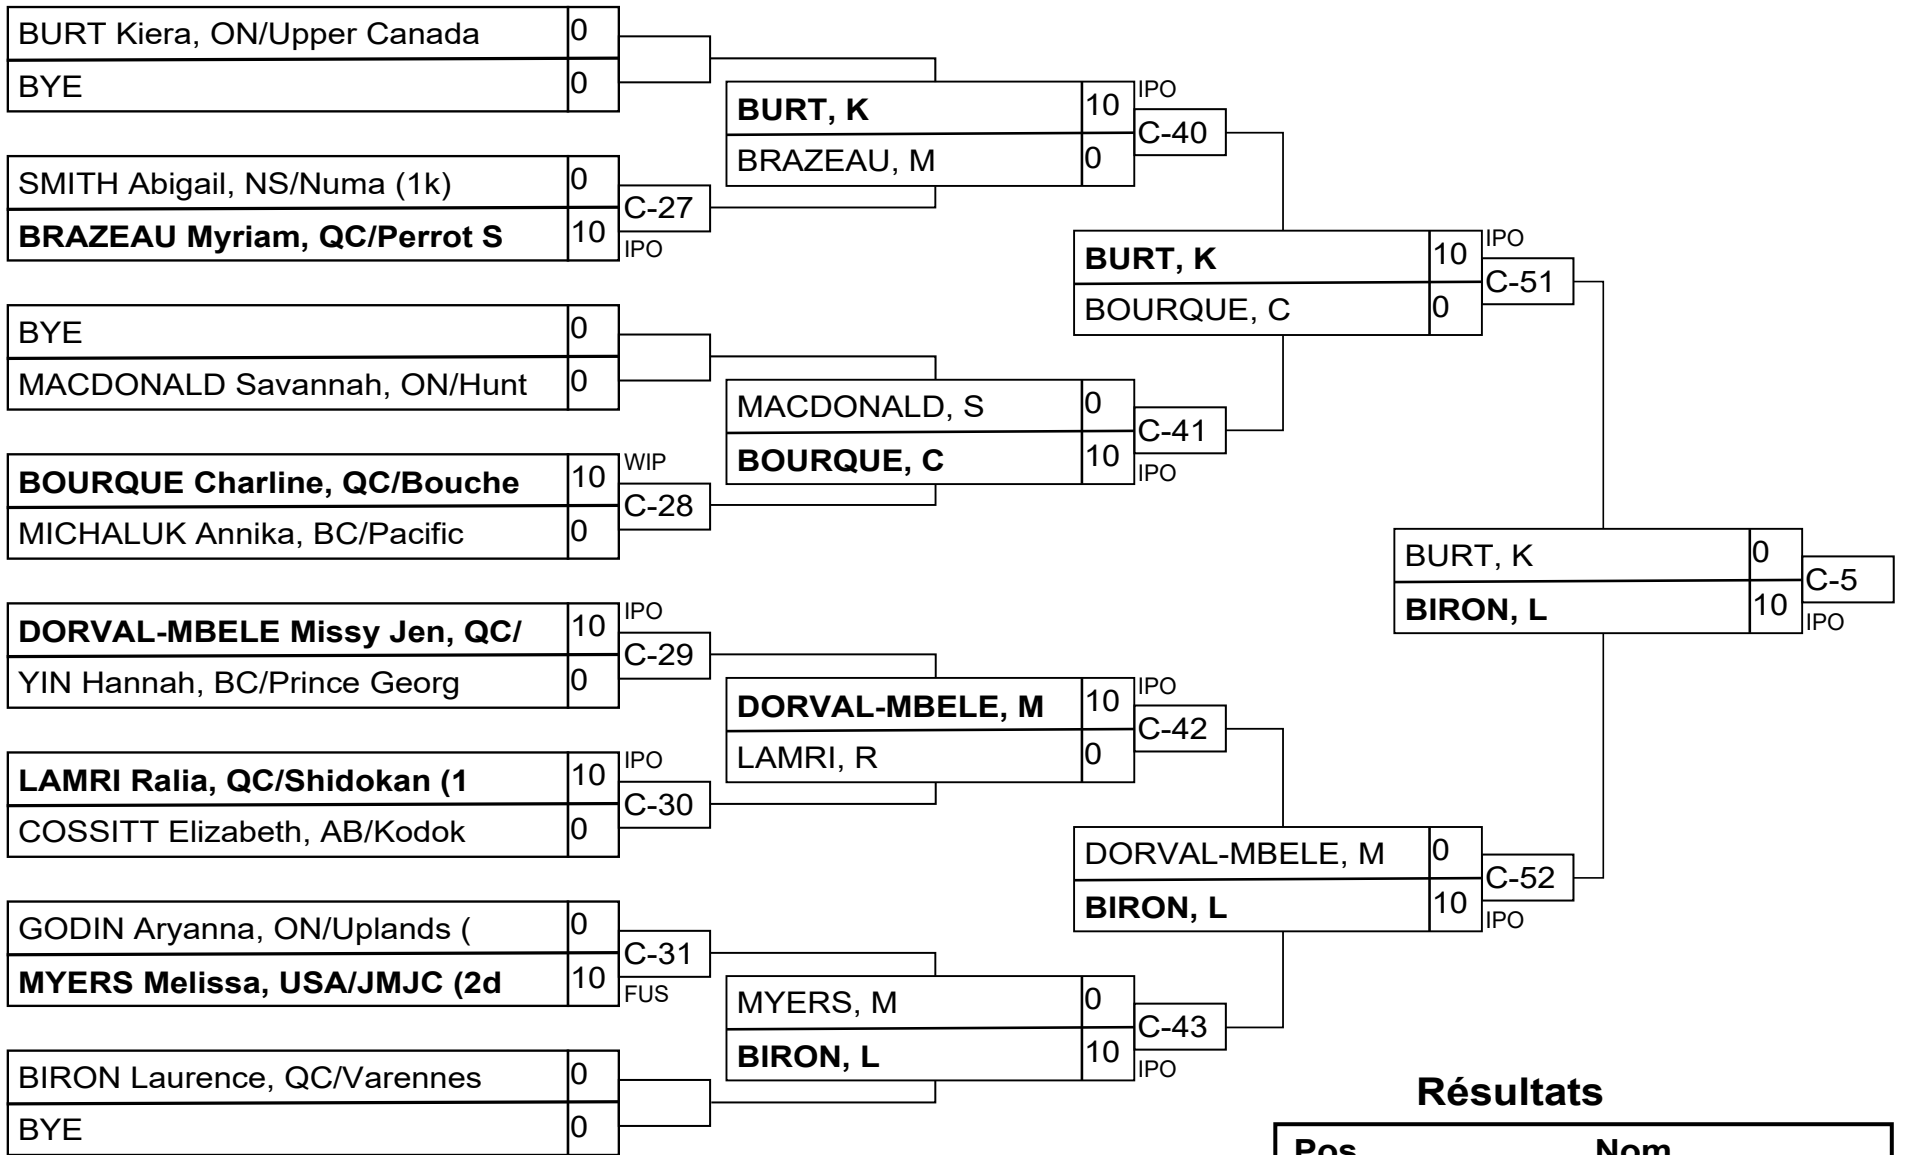 BURT Kiera, ON/Upper Canada 0
BYE 0
SMITH Abigail, NS/Numa (1k) 0
BRAZEAU Myriam, QC/Perrot S 10
C-27
IPO
BYE 0
MACDONALD Savannah, ON/Hunt 0
BOURQUE Charline, QC/Bouche 10
MICHALUK Annika, BC/Pacific 0
WIP
C-28
DORVAL-MBELE Missy Jen, QC/ 10
YIN Hannah, BC/Prince Georg 0
IPO
C-29
LAMRI Ralia, QC/Shidokan (1 10
COSSITT Elizabeth, AB/Kodok 0
IPO
C-30
GODIN Aryanna, ON/Uplands ( 0
MYERS Melissa, USA/JMJC (2d 10
C-31
FUS
BIRON Laurence, QC/Varennes 0
BYE 0
BURT, K 10
BRAZEAU, M 0
IPO
C-40
MACDONALD, S 0
BOURQUE, C 10
C-41
IPO
DORVAL-MBELE, M 10
LAMRI, R 0
IPO
C-42
MYERS, M 0
BIRON, L 10
C-43
IPO
BURT, K 10
BOURQUE, C 0
IPO
C-51
DORVAL-MBELE, M 0
BIRON, L 10
C-52
IPO
BURT, K 0
BIRON, L 10
C-5
IPO
Résultats
Pos Nom